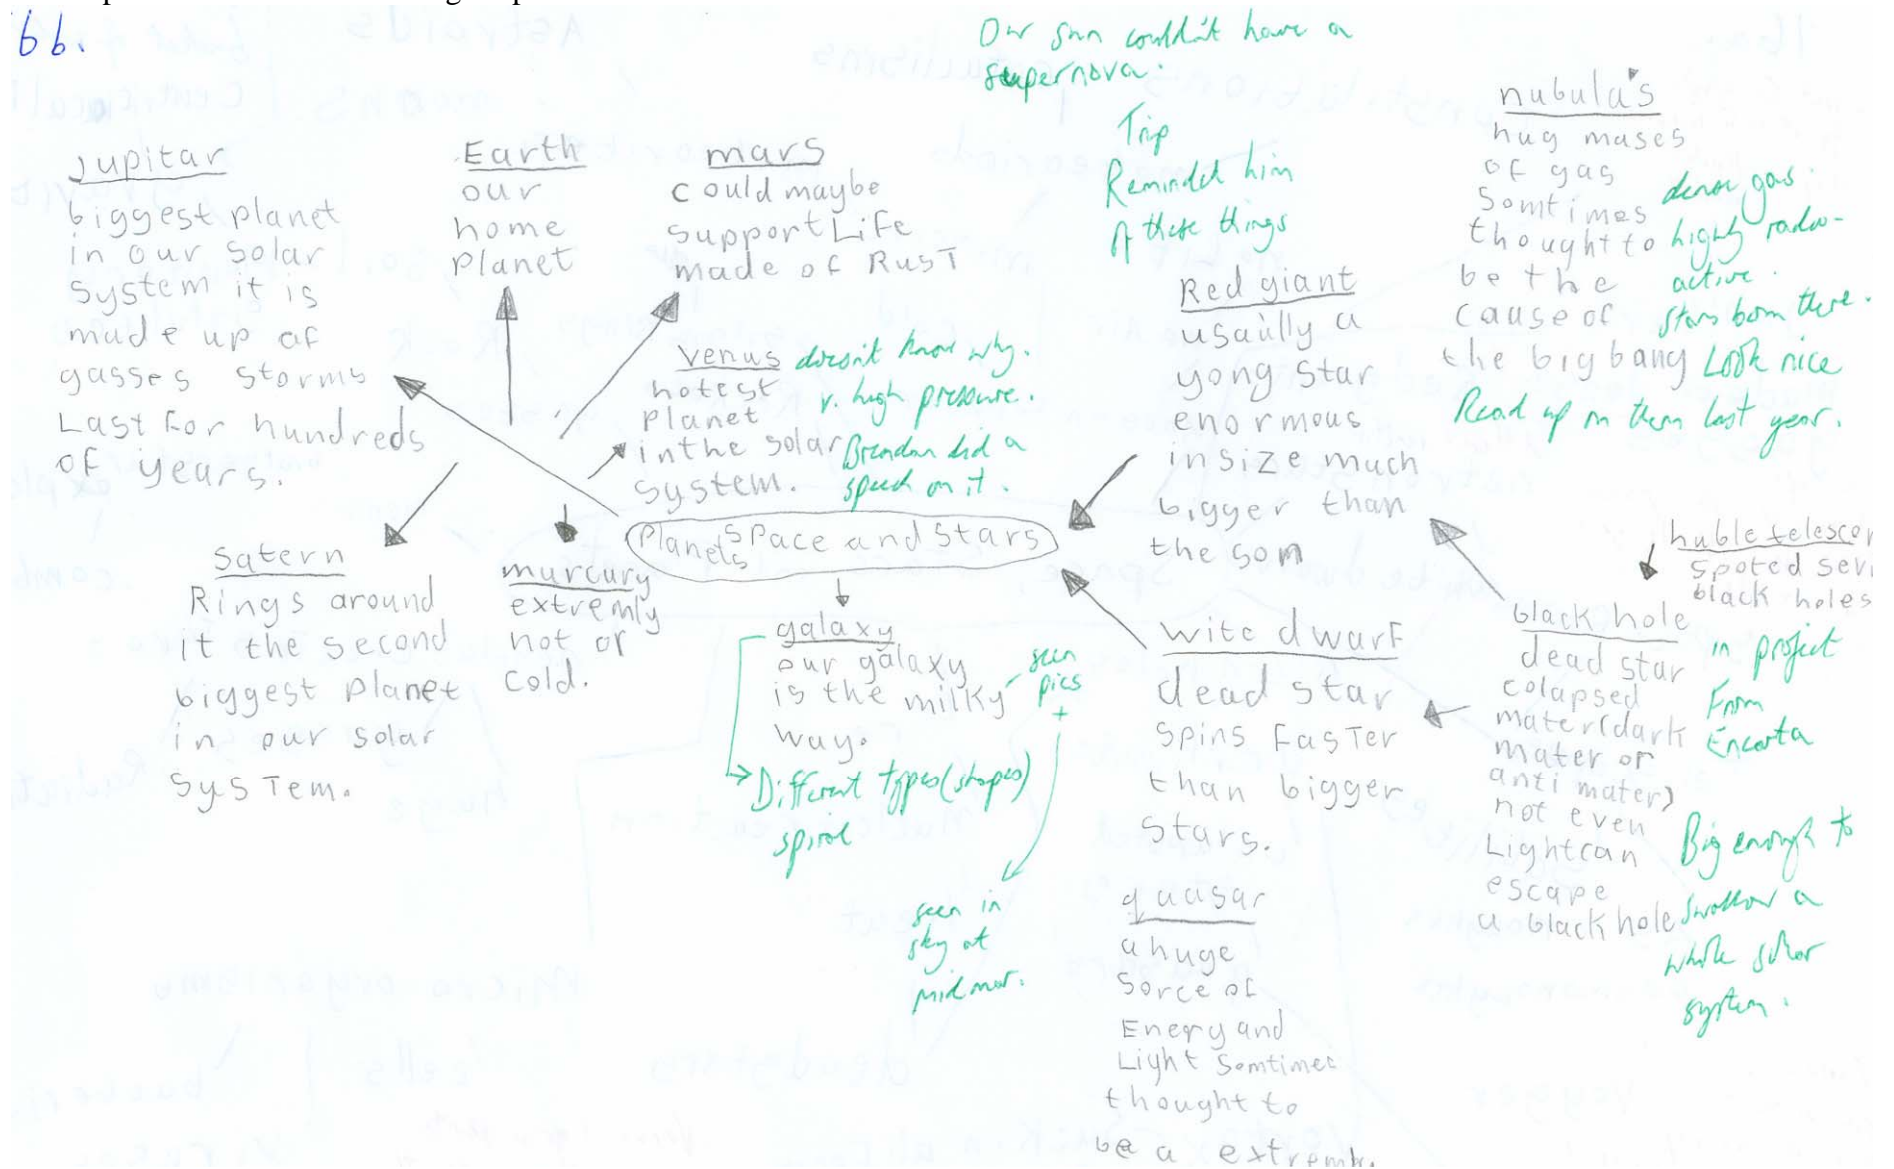 6b.
Our sun couldn't have a
supernova.
Trip
Reminded him
of these things
Jupitar
biggest planet
in our solar
system it is
made up of
gasses storms
Last for hundreds
of years.
Earth
our
home
planet
mars
could maybe
support Life
made of RusT
venus
hotest
planet
in the solar
system.
doesn't know why.
v. high pressure.
Brendan did a
speech on it.
Red giant
usaully a
yong star
enormous
in size much
bigger than
the son
nubula's
hug mases
of gas
somtimes
thought to
be the
cause of
the big bang
dense gas.
highly radio-
active.
stars born there.
Look nice
Read up on them last year.
Planets space and stars
satern
Rings around
it the second
biggest planet
in our solar
sysTem.
murcury
extremly
hot or
cold.
galaxy
our galaxy
is the milky
way.
seen
pics
+
Different types (shapes)
spiral
seen in
sky at
wite dwarf
dead star
spins fasTer
than bigger
stars.
huble telescop
spoted sev
black holes
black hole
dead star
colapsed
mater(dark
mater or
anti mater)
not even
Light can
escape
a black hole
in project
From
Encarta
Big enough to
swallow a
whole solar
system.
quasar
a huge
sorce of
Energy and
Light somtimes
thought to
be a extremly